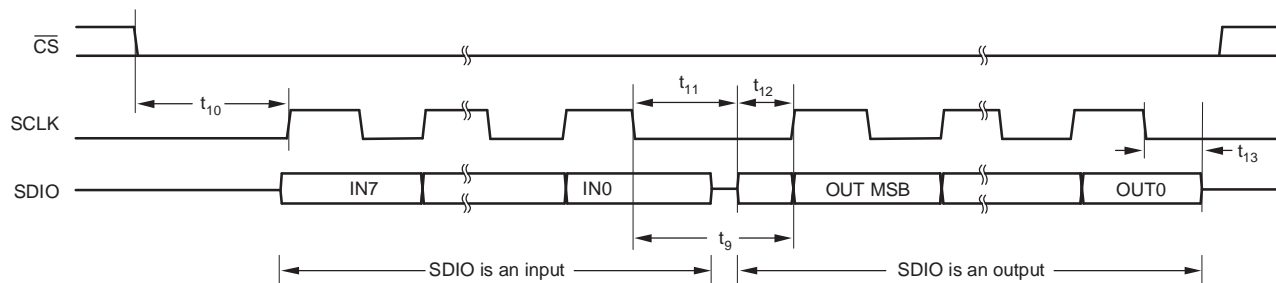 CS
t11
t12
t10
SCLK
t13
SDIO
IN7
IN0
OUT MSB
OUT0
t9
SDIO is an input
SDIO is an output